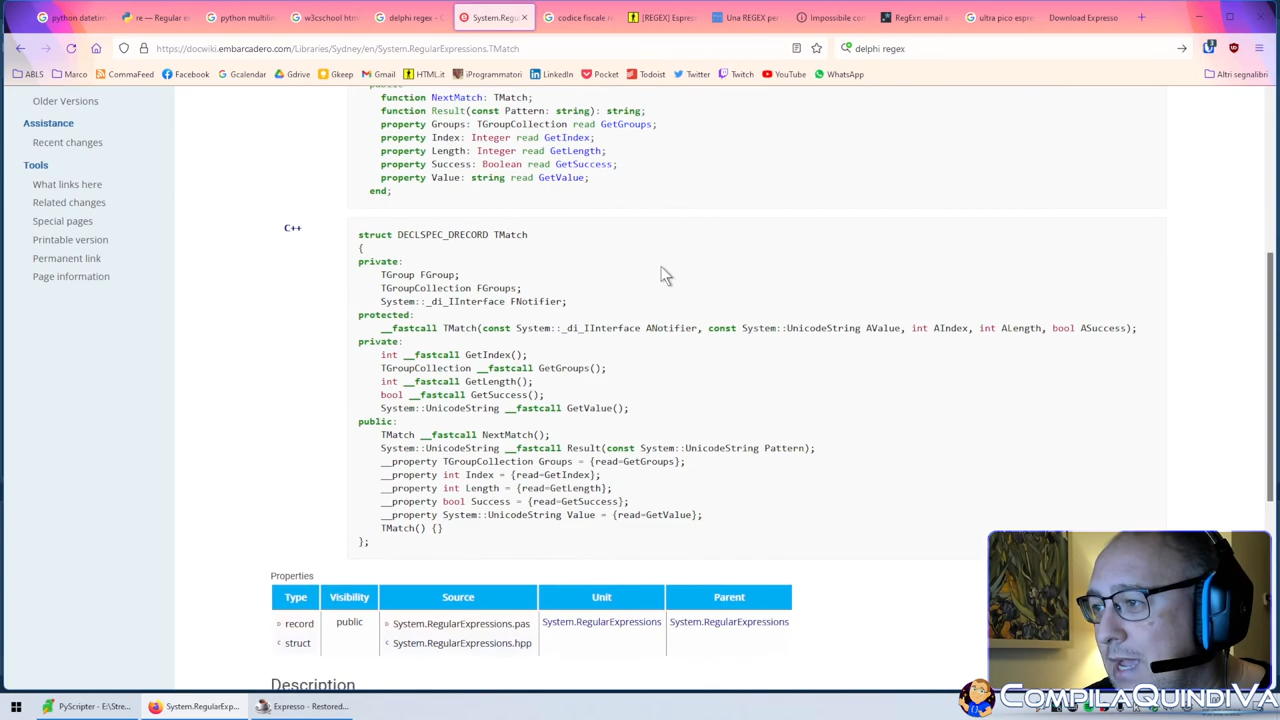 python datetim
re — Regular e
python multilin
w3cschool htm
delphi regex -
System.Regu
codice fiscale re
[REGEX] Espres
Una REGEX per
Impossibile con
RegExr: email a
ultra pico espre
Download Expresso
https://docwiki.embarcadero.com/Libraries/Sydney/en/System.RegularExpressions.TMatch
delphi regex
ABLS
Marco
CommaFeed
Facebook
Gcalendar
Gdrive
Gkeep
Gmail
HTML.it
iProgrammatori
LinkedIn
Pocket
Todoist
Twitter
Twitch
YouTube
WhatsApp
Altri segnalibri
Older Versions
Assistance
Recent changes
Tools
What links here
Related changes
Special pages
Printable version
Permanent link
Page information
function NextMatch: TMatch;
function Result(const Pattern: string): string;
property Groups: TGroupCollection read GetGroups;
property Index: Integer read GetIndex;
property Length: Integer read GetLength;
property Success: Boolean read GetSuccess;
property Value: string read GetValue;
end;
C++
struct DECLSPEC_DRECORD TMatch
{
private:
TGroup FGroup;
TGroupCollection FGroups;
System::_di_IInterface FNotifier;
protected:
__fastcall TMatch(const System::_di_IInterface ANotifier, const System::UnicodeString AValue, int AIndex, int ALength, bool ASuccess);
private:
int __fastcall GetIndex();
TGroupCollection __fastcall GetGroups();
int __fastcall GetLength();
bool __fastcall GetSuccess();
System::UnicodeString __fastcall GetValue();
public:
TMatch __fastcall NextMatch();
System::UnicodeString __fastcall Result(const System::UnicodeString Pattern);
__property TGroupCollection Groups = {read=GetGroups};
__property int Index = {read=GetIndex};
__property int Length = {read=GetLength};
__property bool Success = {read=GetSuccess};
__property System::UnicodeString Value = {read=GetValue};
TMatch() {}
};
Properties
Type Visibility Source Unit Parent
record public System.RegularExpressions.pas System.RegularExpressions System.RegularExpressions
struct System.RegularExpressions.hpp
Description
PyScripter - E:\Stre...
System.RegularExp...
Expresso - Restored...
COMPILAQUINDIVA